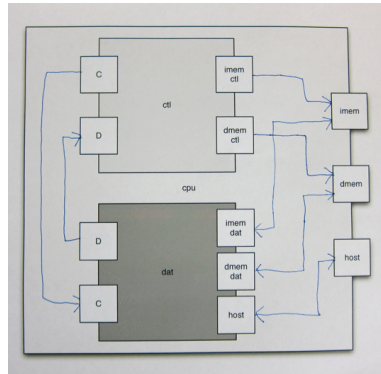 C
imem
ctl
ctl
imem
D
dmem
ctl
dmem
cpu
D
imem
dat
dat
dmem
dat
host
C
host